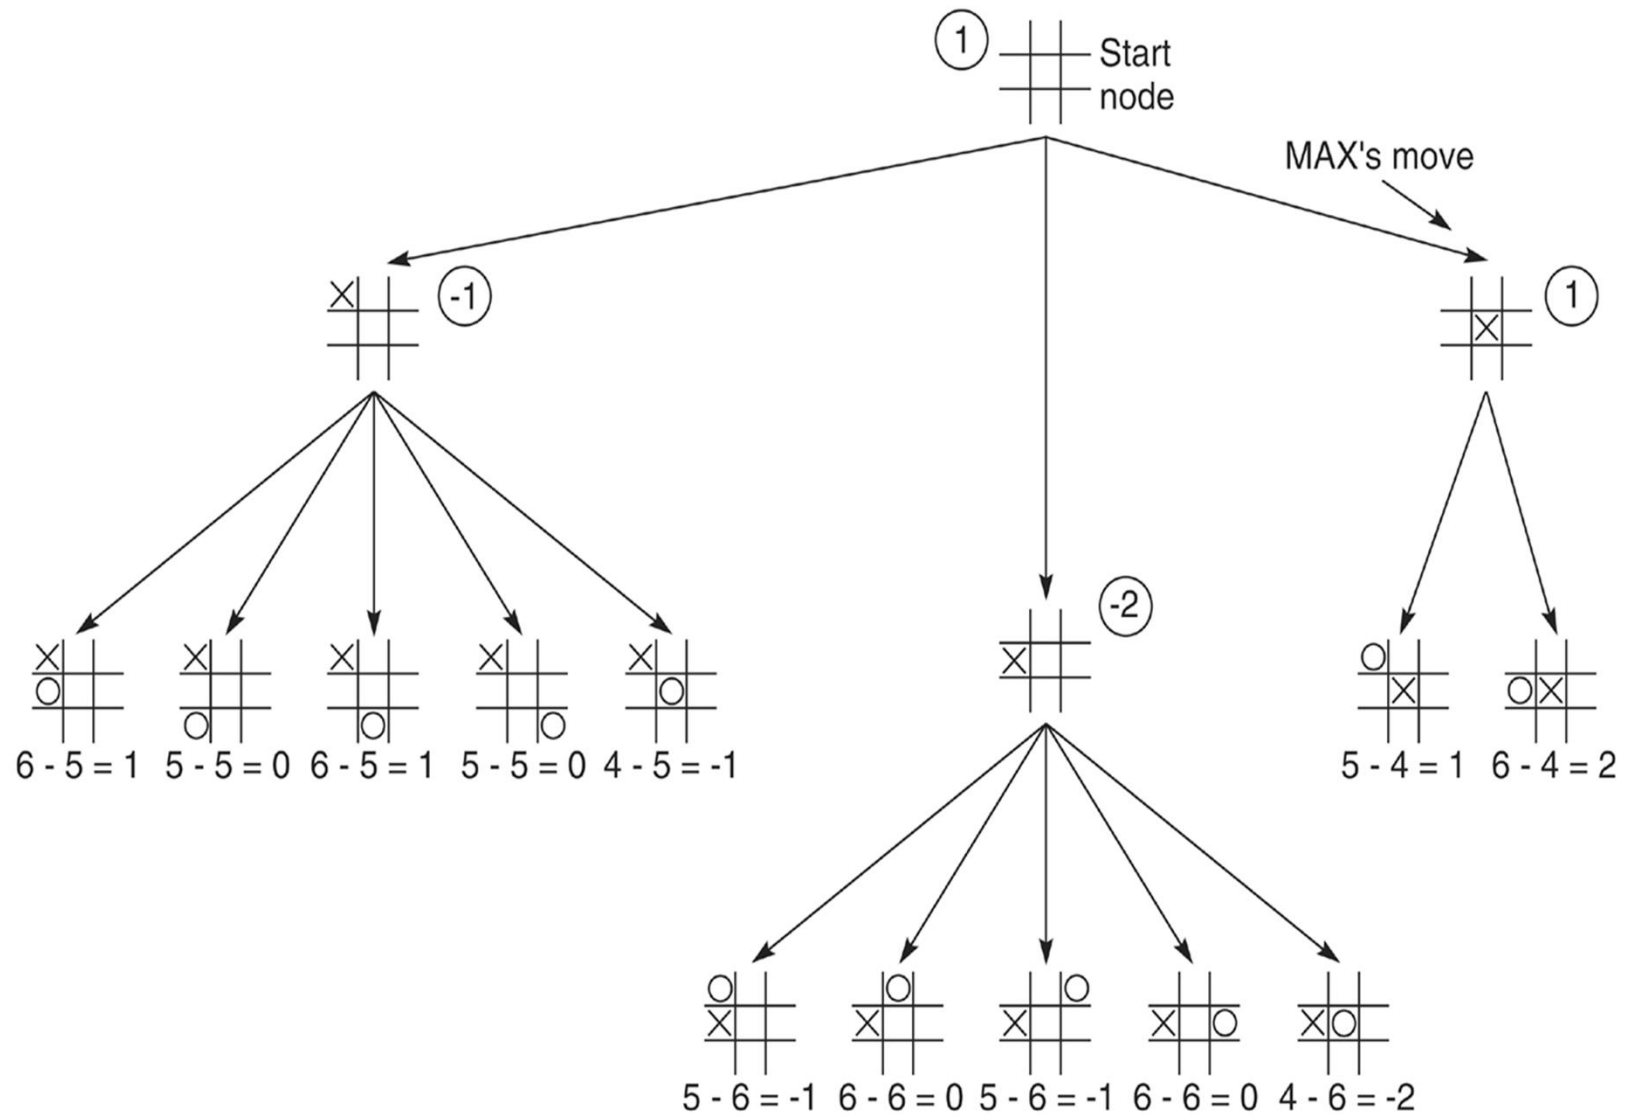 1
Start
node
MAX's move
X
-1
X
1
-2
X
X
O
X
O
X
O
X
O
X
O
6 - 5 = 1
5 - 5 = 0
6 - 5 = 1
5 - 5 = 0
4 - 5 = -1
O
X
O X
5 - 4 = 1
6 - 4 = 2
O
X
O
X
O
X
X O
X O
5 - 6 = -1
6 - 6 = 0
5 - 6 = -1
6 - 6 = 0
4 - 6 = -2